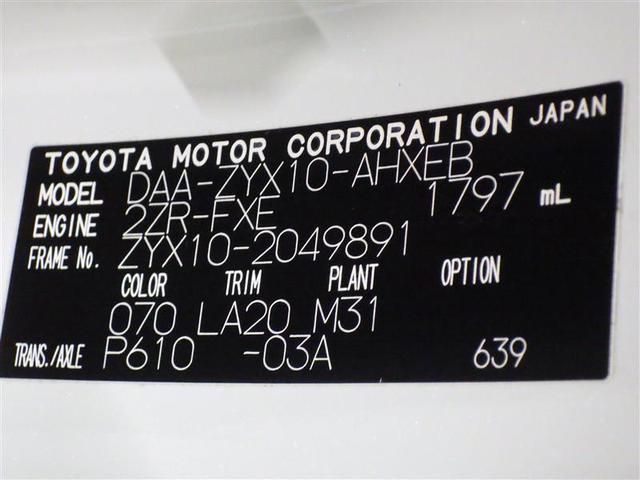 TOYOTA MOTOR CORPORATION JAPAN
MODEL DAA-ZYX10-AHXEB
ENGINE 2ZR-FXE 1797 mL
FRAME No. ZYX10-2049891
COLOR TRIM PLANT OPTION
070 LA20 M31
TRANS./AXLE P610 -03A 639